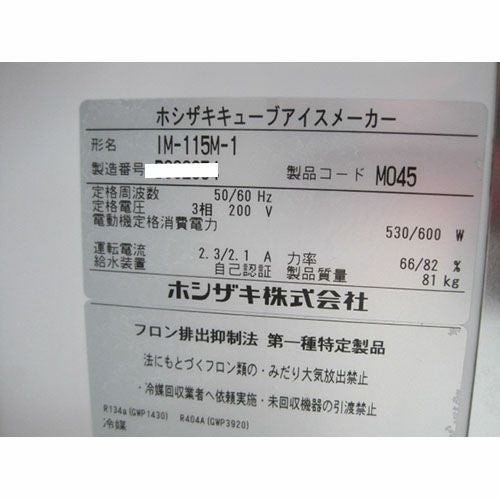 ホシザキキューブアイスメーカー
形名 IM-115M-1
製造番号 製品コード M045
定格周波数 50/60 Hz
定格電圧 3相 200 V
電動機定格消費電力 530/600 W
運転電流 2.3/2.1 A 力率 66/82 %
給水装置 自己認証 製品質量 81 kg
ホシザキ株式会社
フロン排出抑制法 第一種特定製品
法にもとづくフロン類の・みだり大気放出禁止
・冷媒回収業者へ依頼実施・未回収機器の引渡禁止
R134a(GWP1430) R404A(GWP3920)
冷媒